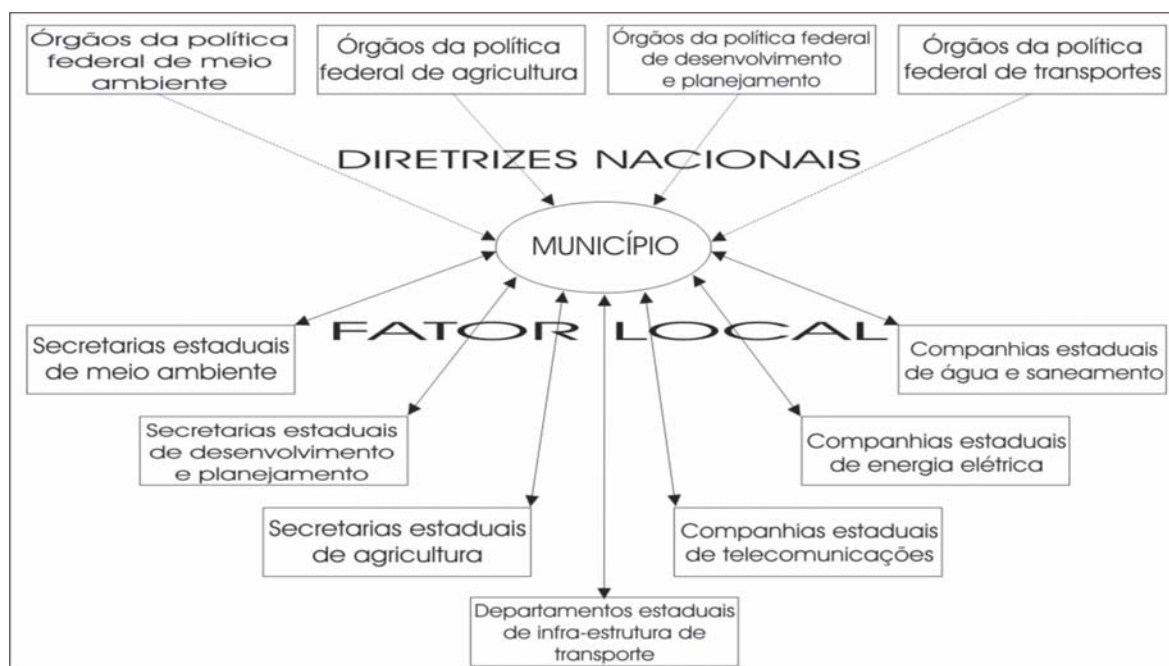 Órgãos da política
federal de meio
ambiente
Órgãos da política
federal de agricultura
Órgãos da política federal
de desenvolvimento
e planejamento
Órgãos da política
federal de transportes
DIRETRIZES NACIONAIS
MUNICÍPIO
FATOR LOCAL
Secretarias estaduais
de meio ambiente
Companhias estaduais
de água e saneamento
Secretarias estaduais
de desenvolvimento
e planejamento
Companhias estaduais
de energia elétrica
Secretarias estaduais
de agricultura
Companhias estaduais
de telecomunicações
Departamentos estaduais
de infra-estrutura de
transporte